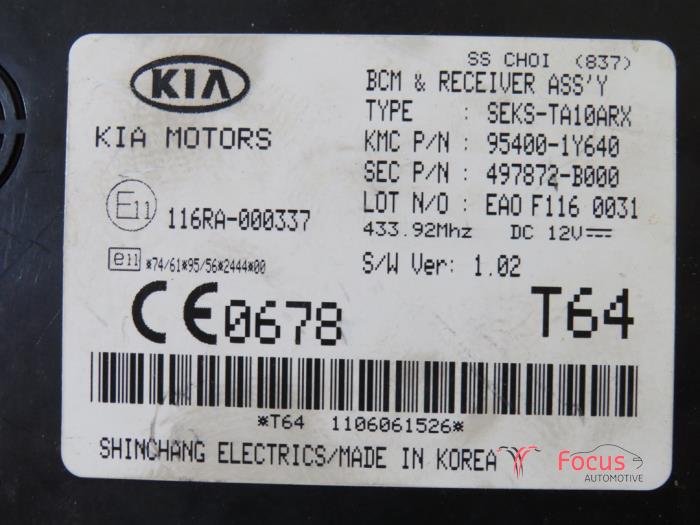 SS CHOI (837)
KIA
KIA MOTORS
BCM & RECEIVER ASS'Y
TYPE : SEKS-TA10ARX
KMC P/N : 95400-1Y640
SEC P/N : 497872-B000
LOT N/O : EAO F116 0031
433.92Mhz DC 12V
S/W Ver: 1.02
E11 116RA-000337
e11 *74/61*95/56*2444*00
CE0678
T64
*T64 1106061526*
SHINCHANG ELECTRICS/MADE IN KOREA
Focus
AUTOMOTIVE